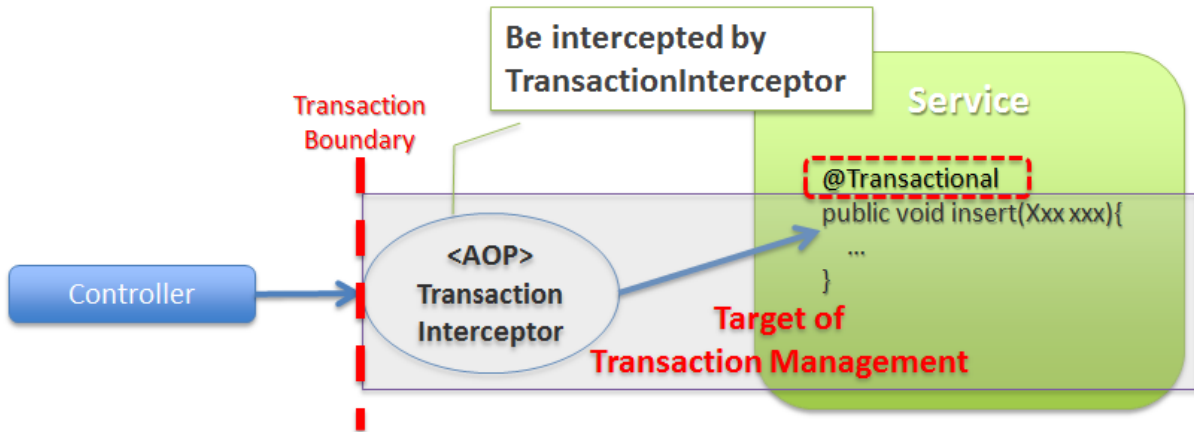 Be intercepted by
TransactionInterceptor
Service
Transaction
Boundary
@Transactional
public void insert(Xxx xxx){
...
}
<AOP>
Transaction
Interceptor
Controller
Target of
Transaction Management